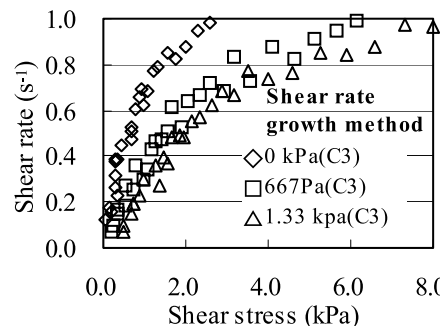 1.0
0.8
0.6
0.4
0.2
0.0
Shear rate (s-1)
Shear rate
growth method
0 kPa(C3)
667Pa(C3)
1.33 kpa(C3)
0.0 2.0 4.0 6.0 8.0
Shear stress (kPa)